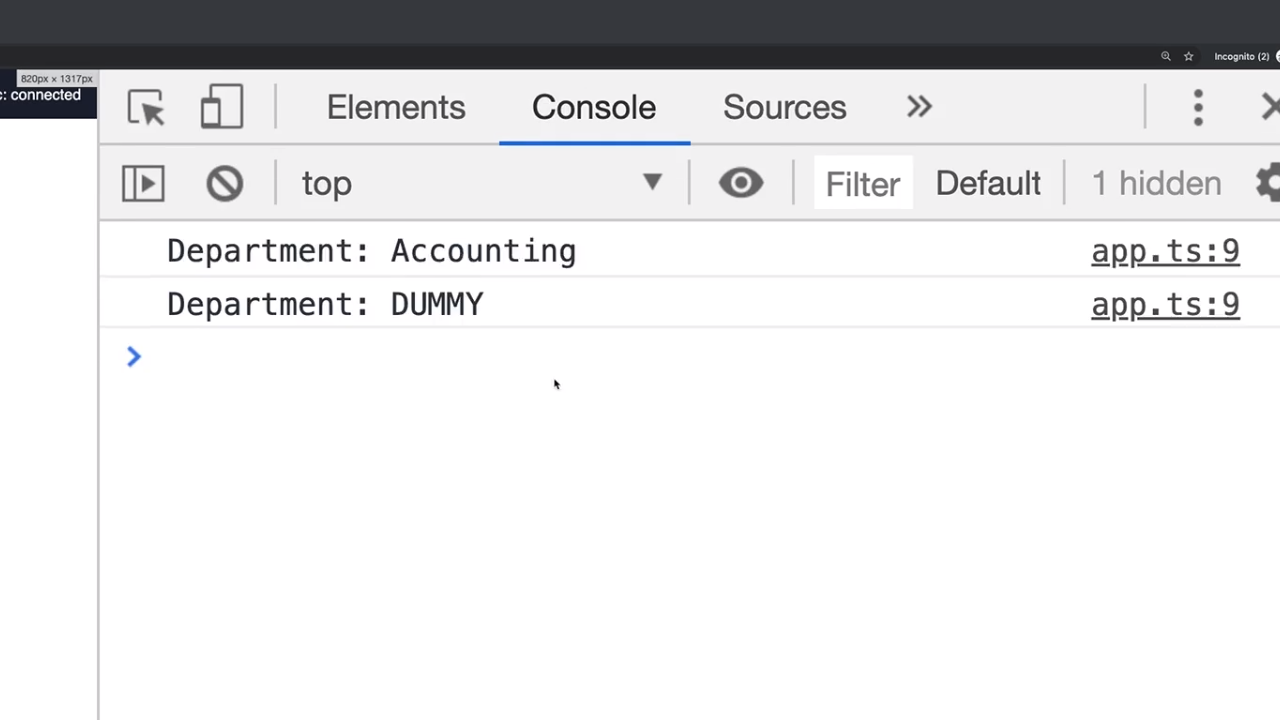 Incognito (2)
820px × 1317px
c: connected
Elements Console Sources
top Filter Default 1 hidden
Department: Accounting app.ts:9
Department: DUMMY app.ts:9